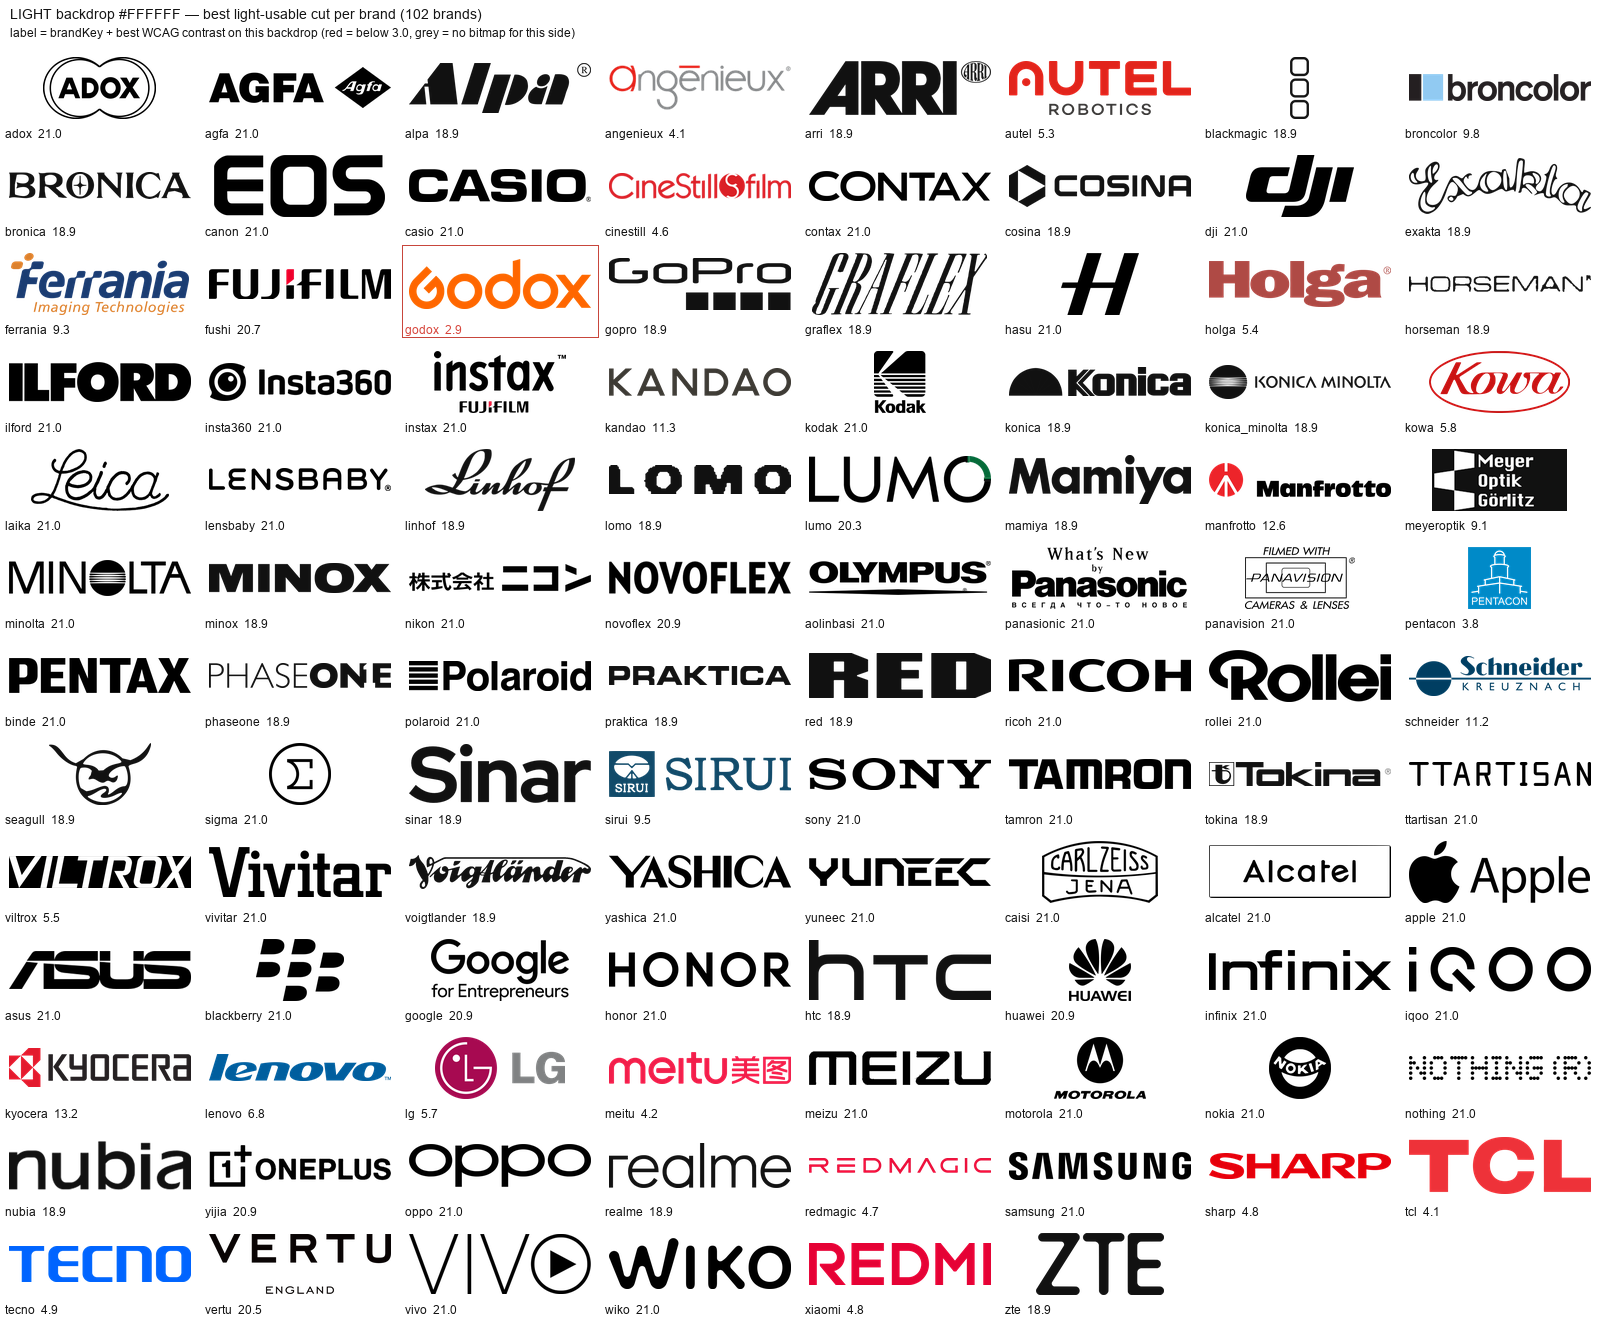 LIGHT backdrop #FFFFFF — best light-usable cut per brand (102 brands)
label = brandKey + best WCAG contrast on this backdrop (red = below 3.0, grey = no bitmap for this side)
ADOX
AGFA Agfa
Alpa ®
angénieux®
ARRI ARRI
AUTEL
ROBOTICS
broncolor
adox 21.0
agfa 21.0
alpa 18.9
angenieux 4.1
arri 18.9
autel 5.3
blackmagic 18.9
broncolor 9.8
BRONICA
EOS
CASIO®
CineStill film
CONTAX
COSINA
dji
Exakta
bronica 18.9
canon 21.0
casio 21.0
cinestill 4.6
contax 21.0
cosina 18.9
dji 21.0
exakta 18.9
Ferrania
Imaging Technologies
FUJIFILM
Godox
GoPro
GRAFLEX
H
Holga®
HORSEMAN
ferrania 9.3
fushi 20.7
godox 2.9
gopro 18.9
graflex 18.9
hasu 21.0
holga 5.4
horseman 18.9
ILFORD
Insta360
instax™
FUJIFILM
KANDAO
K
Kodak
Konica
KONICA MINOLTA
Kowa
ilford 21.0
insta360 21.0
instax 21.0
kandao 11.3
kodak 21.0
konica 18.9
konica_minolta 18.9
kowa 5.8
Leica
LENSBABY®
Linhof
LOMO
LUMO
Mamiya
Manfrotto
Meyer
Optik
Görlitz
laika 21.0
lensbaby 21.0
linhof 18.9
lomo 18.9
lumo 20.3
mamiya 18.9
manfrotto 12.6
meyeroptik 9.1
MINOLTA
MINOX
株式会社 ニコン
NOVOFLEX
OLYMPUS®
What's New
by
Panasonic
ВСЕГДА ЧТО-ТО НОВОЕ
FILMED WITH
PANAVISION®
CAMERAS & LENSES
PENTACON
minolta 21.0
minox 18.9
nikon 21.0
novoflex 20.9
aolinbasi 21.0
panasionic 21.0
panavision 21.0
pentacon 3.8
PENTAX
PHASEONE
Polaroid
PRAKTICA
RED
RICOH
Rollei
Schneider
KREUZNACH
binde 21.0
phaseone 18.9
polaroid 21.0
praktica 18.9
red 18.9
ricoh 21.0
rollei 21.0
schneider 11.2
Σ
Sinar
SIRUI SIRUI
SONY
TAMRON
Tokina®
TTARTISAN
seagull 18.9
sigma 21.0
sinar 18.9
sirui 9.5
sony 21.0
tamron 21.0
tokina 18.9
ttartisan 21.0
VILTROX
Vivitar
Voigtländer
YASHICA
YUNEEC
CARL ZEISS
JENA
Alcatel
Apple
viltrox 5.5
vivitar 21.0
voigtlander 18.9
yashica 21.0
yuneec 21.0
caisi 21.0
alcatel 21.0
apple 21.0
ASUS
Google
for Entrepreneurs
HONOR
hTC
HUAWEI
Infinix
iQOO
asus 21.0
blackberry 21.0
google 20.9
honor 21.0
htc 18.9
huawei 20.9
infinix 21.0
iqoo 21.0
KYOCERA
lenovo™
LG LG
meitu美图
MEIZU
MOTOROLA
NOKIA
NOTHING (R)
kyocera 13.2
lenovo 6.8
lg 5.7
meitu 4.2
meizu 21.0
motorola 21.0
nokia 21.0
nothing 21.0
nubia
1+ ONEPLUS
oppo
realme
REDMAGIC
SAMSUNG
SHARP
TCL
nubia 18.9
yijia 20.9
oppo 21.0
realme 18.9
redmagic 4.7
samsung 21.0
sharp 4.8
tcl 4.1
TECNO
VERTU
ENGLAND
VIVO
WIKO
REDMI
ZTE
tecno 4.9
vertu 20.5
vivo 21.0
wiko 21.0
xiaomi 4.8
zte 18.9